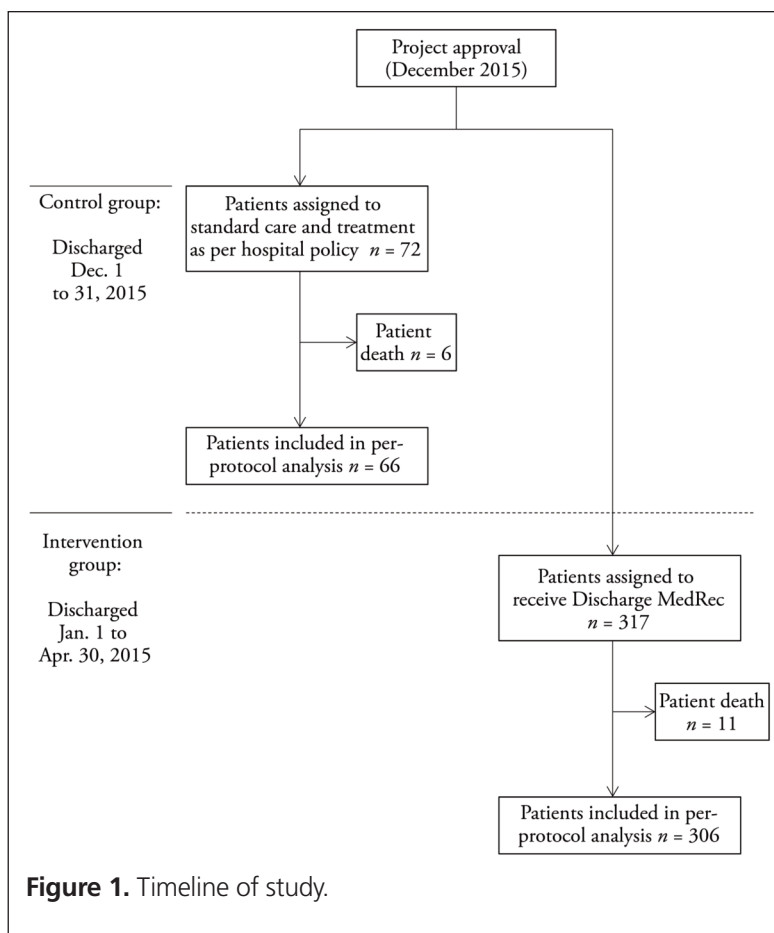 Project approval
(December 2015)
Control group:
Discharged
Dec. 1
to 31, 2015
Patients assigned to
standard care and treatment
as per hospital policy n = 72
Patient
death n = 6
Patients included in per-
protocol analysis n = 66
Intervention
group:
Discharged
Jan. 1 to
Apr. 30, 2015
Patients assigned to
receive Discharge MedRec
n = 317
Patient death
n = 11
Patients included in per-
protocol analysis n = 306
Figure 1. Timeline of study.